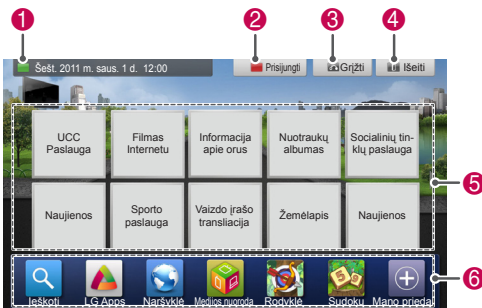 1
2
3
4
Šešt. 2011 m. saus. 1 d. 12:00
Prisijungti
Grįžti
Išeiti
UCC
Paslauga
Filmas
Internetu
Informacija
apie orus
Nuotraukų
albumas
Socialinių tin-
klų paslauga
5
Naujienos
Sporto
paslauga
Vaizdo įrašo
transliacija
Žemėlapis
Naujienos
6
Ieškoti
LG Apps
Naršyklė
Medijos nuoroda
Rodyklė
Sudoku
Mano priedai